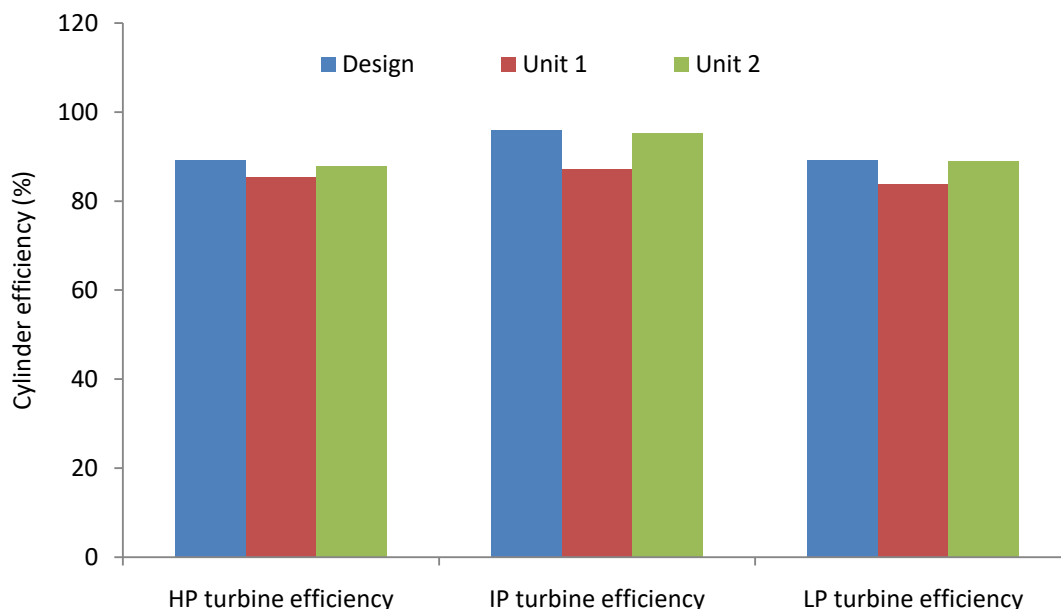 120
Design Unit 1 Unit 2
100
80
60
40
20
0
Cylinder efficiency (%)
HP turbine efficiency IP turbine efficiency LP turbine efficiency